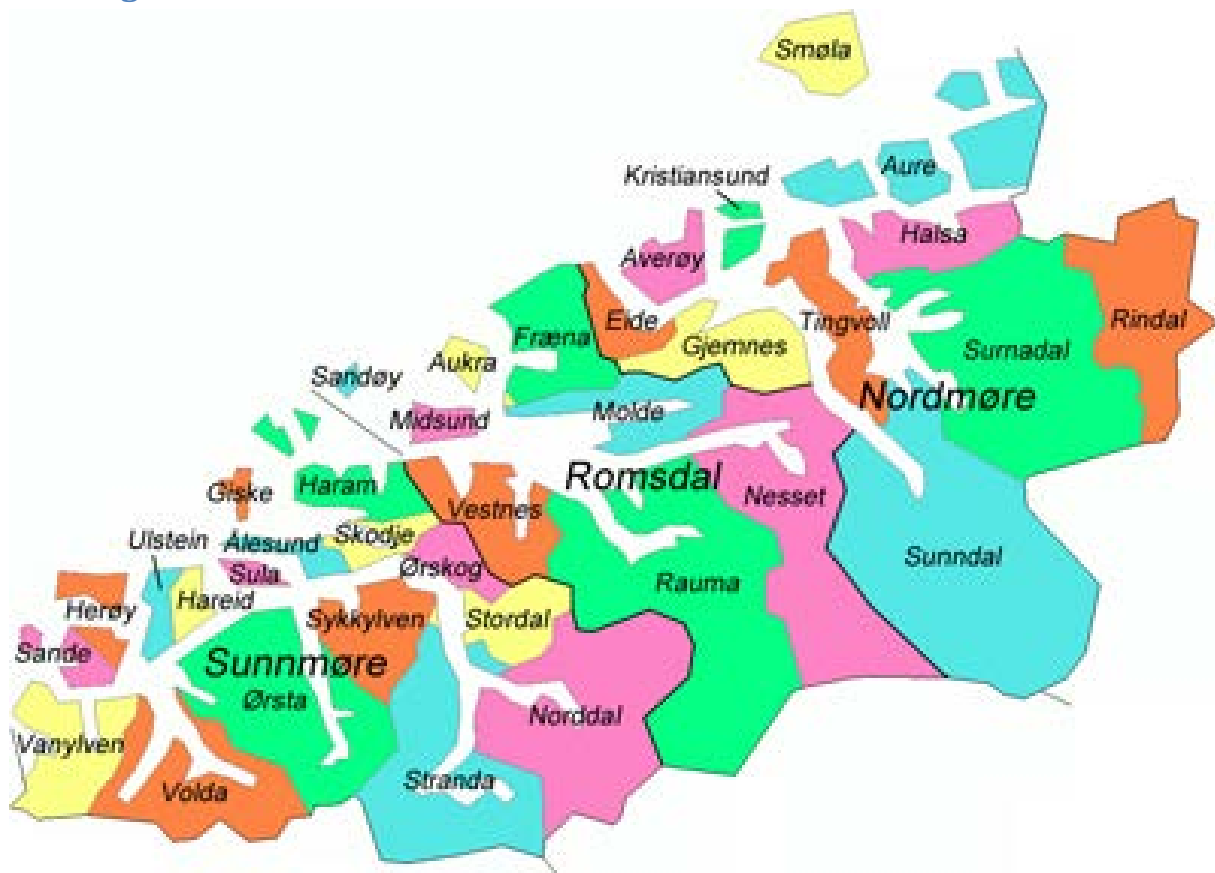 Smøla
Aure
Kristiansund
Halsa
Averøy
Rindal
Eide
Tingvoll
Fræna
Gjemnes
Surnadal
Aukra
Sandøy
Nordmøre
Midsund
Molde
Romsdal
Haram
Giske
Nesset
Vestnes
Ulstein
Ålesund
Skodje
Sunndal
Sula
Ørskog
Rauma
Hareid
Herøy
Sykkylven
Stordal
Sande
Sunnmøre
Ørsta
Norddal
Vanylven
Stranda
Volda